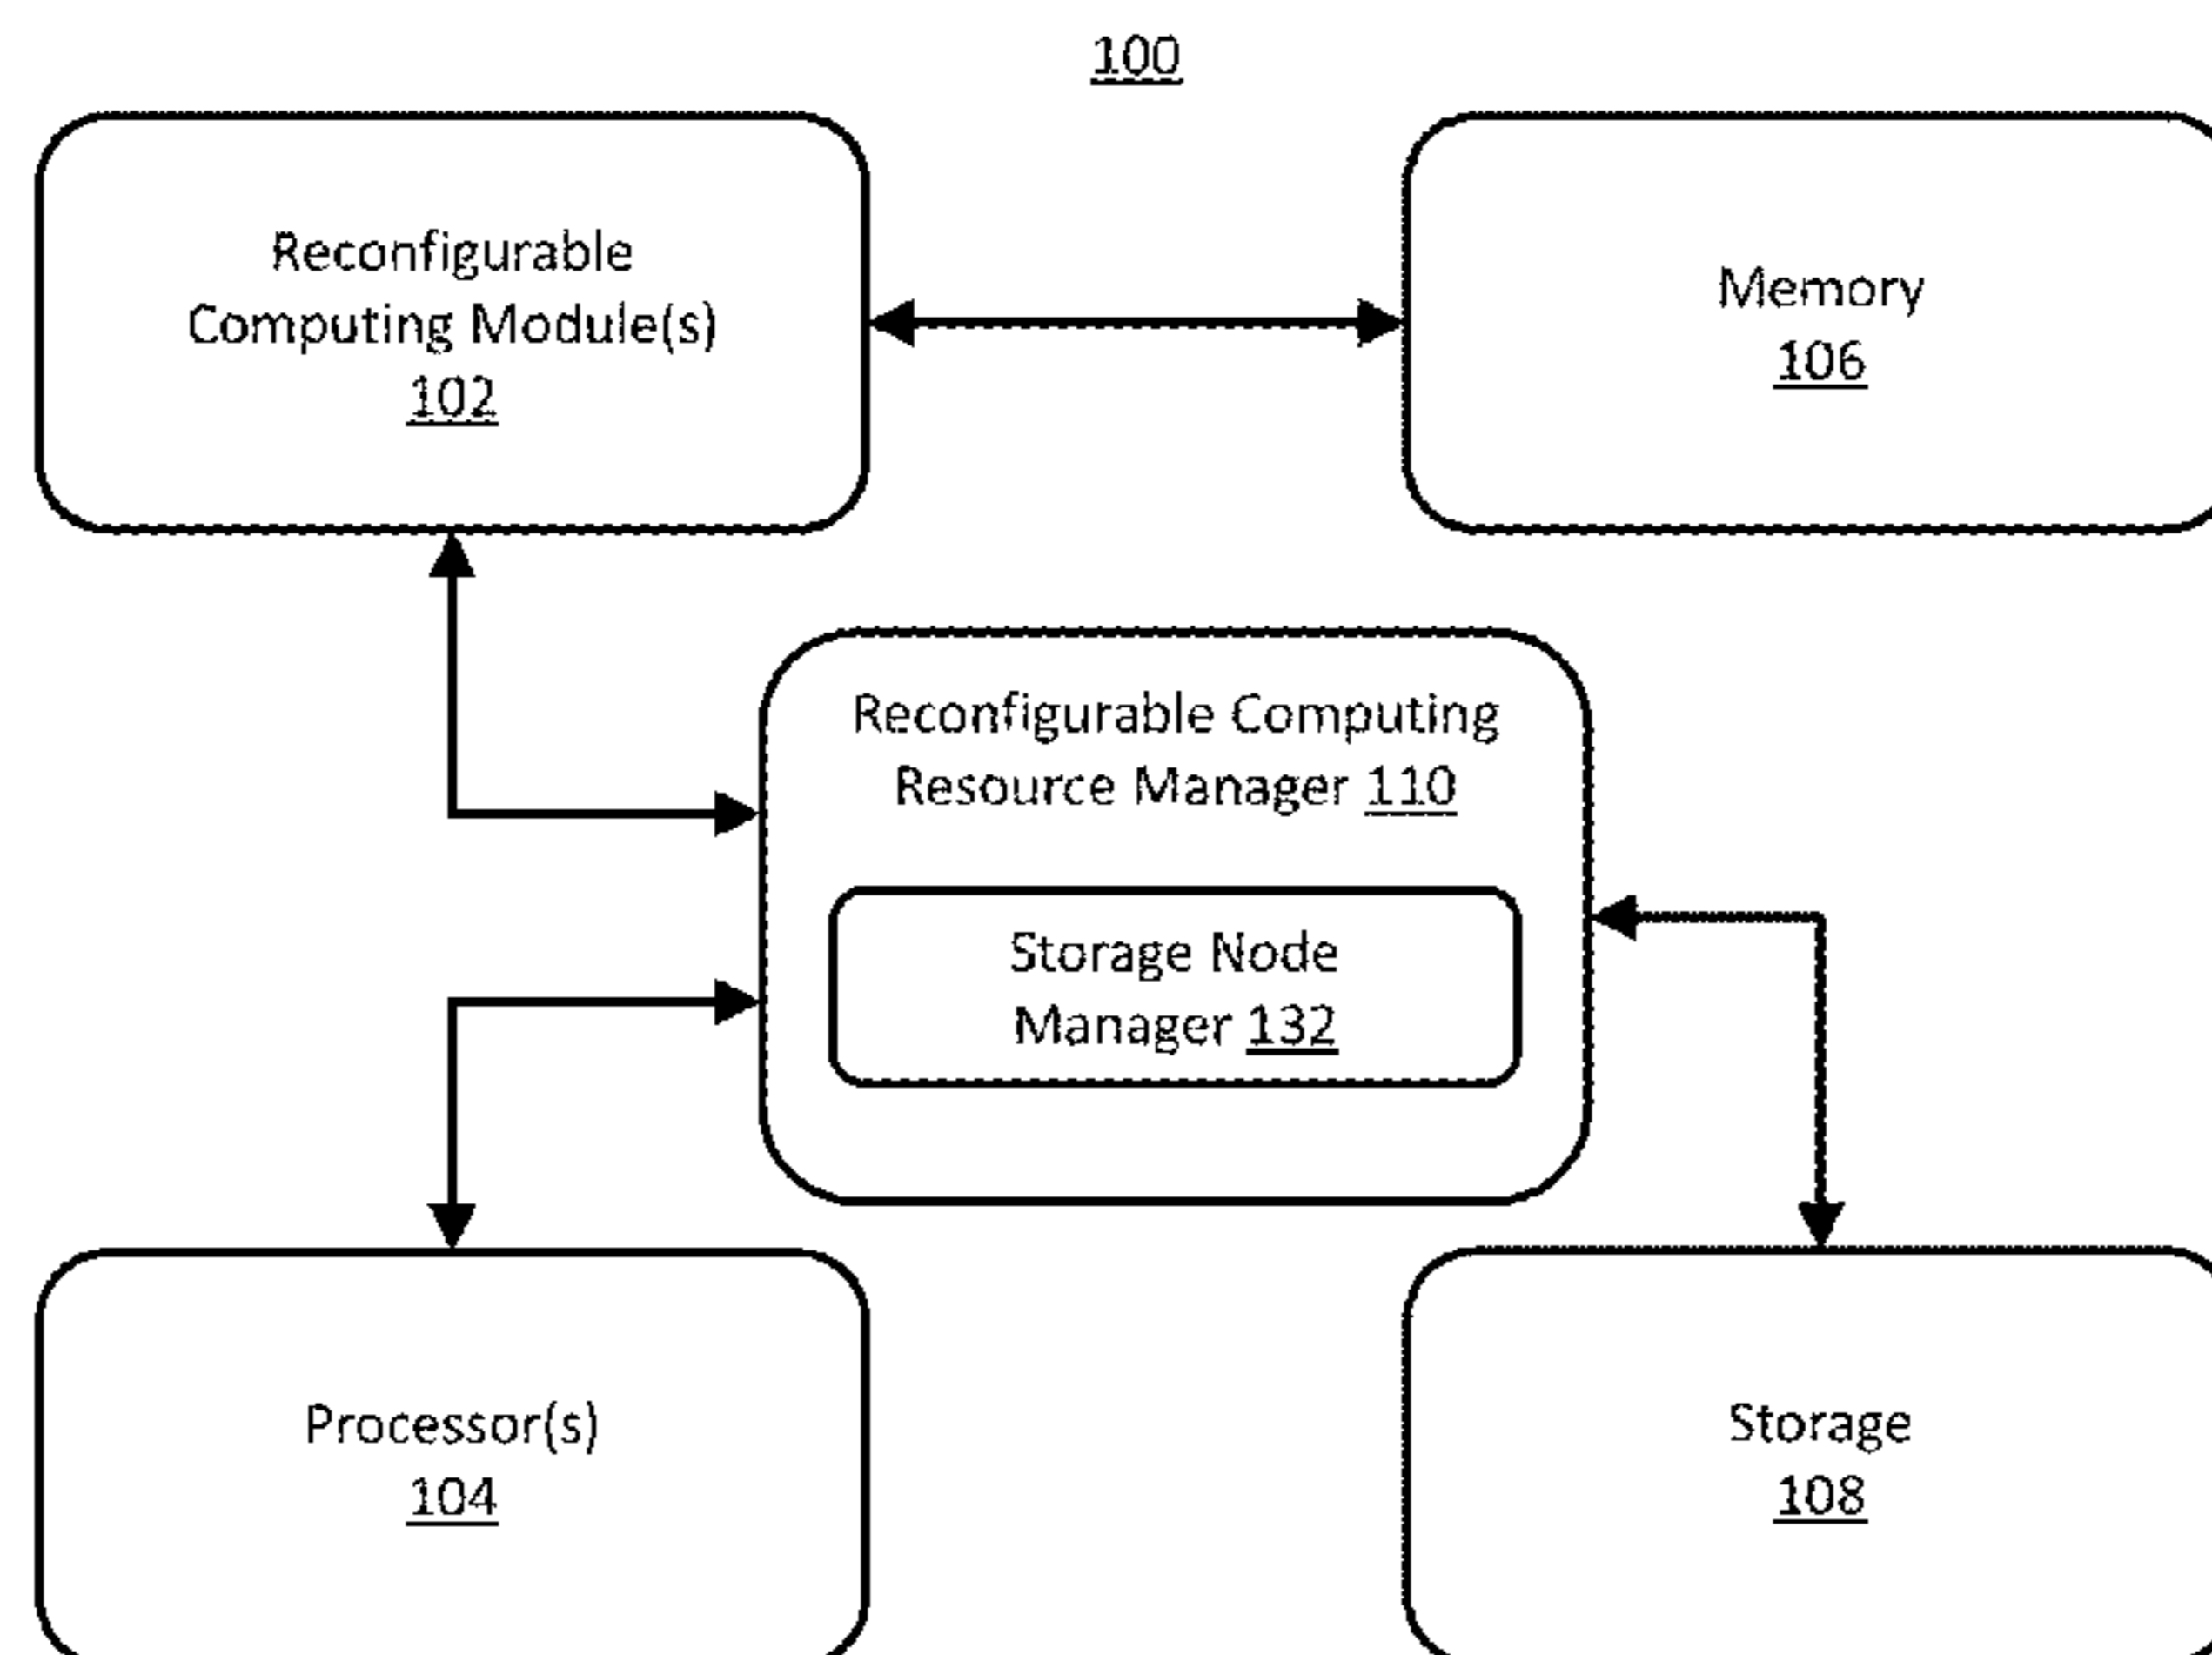 100
Reconfigurable
Computing Module(s)
102
Memory
106
Reconfigurable Computing
Resource Manager 110
Storage Node
Manager 132
Processor(s)
104
Storage
108